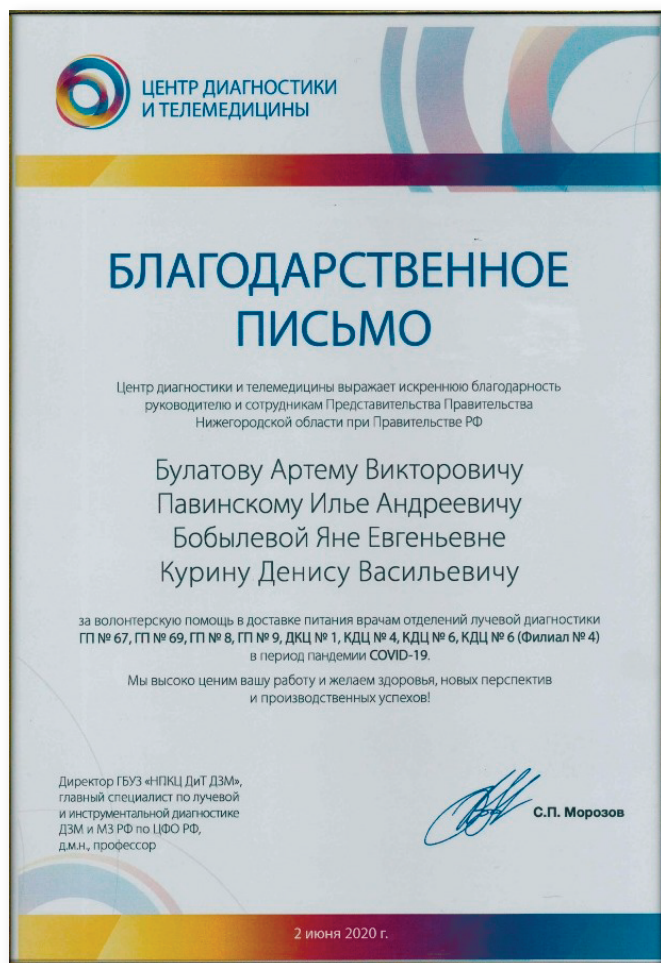 ЦЕНТР ДИАГНОСТИКИ
И ТЕЛЕМЕДИЦИНЫ
БЛАГОДАРСТВЕННОЕ
ПИСЬМО
Центр диагностики и телемедицины выражает искреннюю благодарность
руководителю и сотрудникам Представительства Правительства
Нижегородской области при Правительстве РФ
Булатову Артему Викторовичу
Павинскому Илье Андреевичу
Бобылевой Яне Евгеньевне
Курину Денису Васильевичу
за волонтерскую помощь в доставке питания врачам отделений лучевой диагностики
ГП № 67, ГП № 69, ГП № 8, ГП № 9, ДКЦ № 1, КДЦ № 4, КДЦ № 6, КДЦ № 6 (Филиал № 4)
в период пандемии COVID-19.
Мы высоко ценим вашу работу и желаем здоровья, новых перспектив
и производственных успехов!
Директор ГБУЗ «НПКЦ ДиТ ДЗМ»,
главный специалист по лучевой
и инструментальной диагностике
ДЗМ и МЗ РФ по ЦФО РФ,
д.м.н., профессор
С.П. Морозов
2 июня 2020 г.